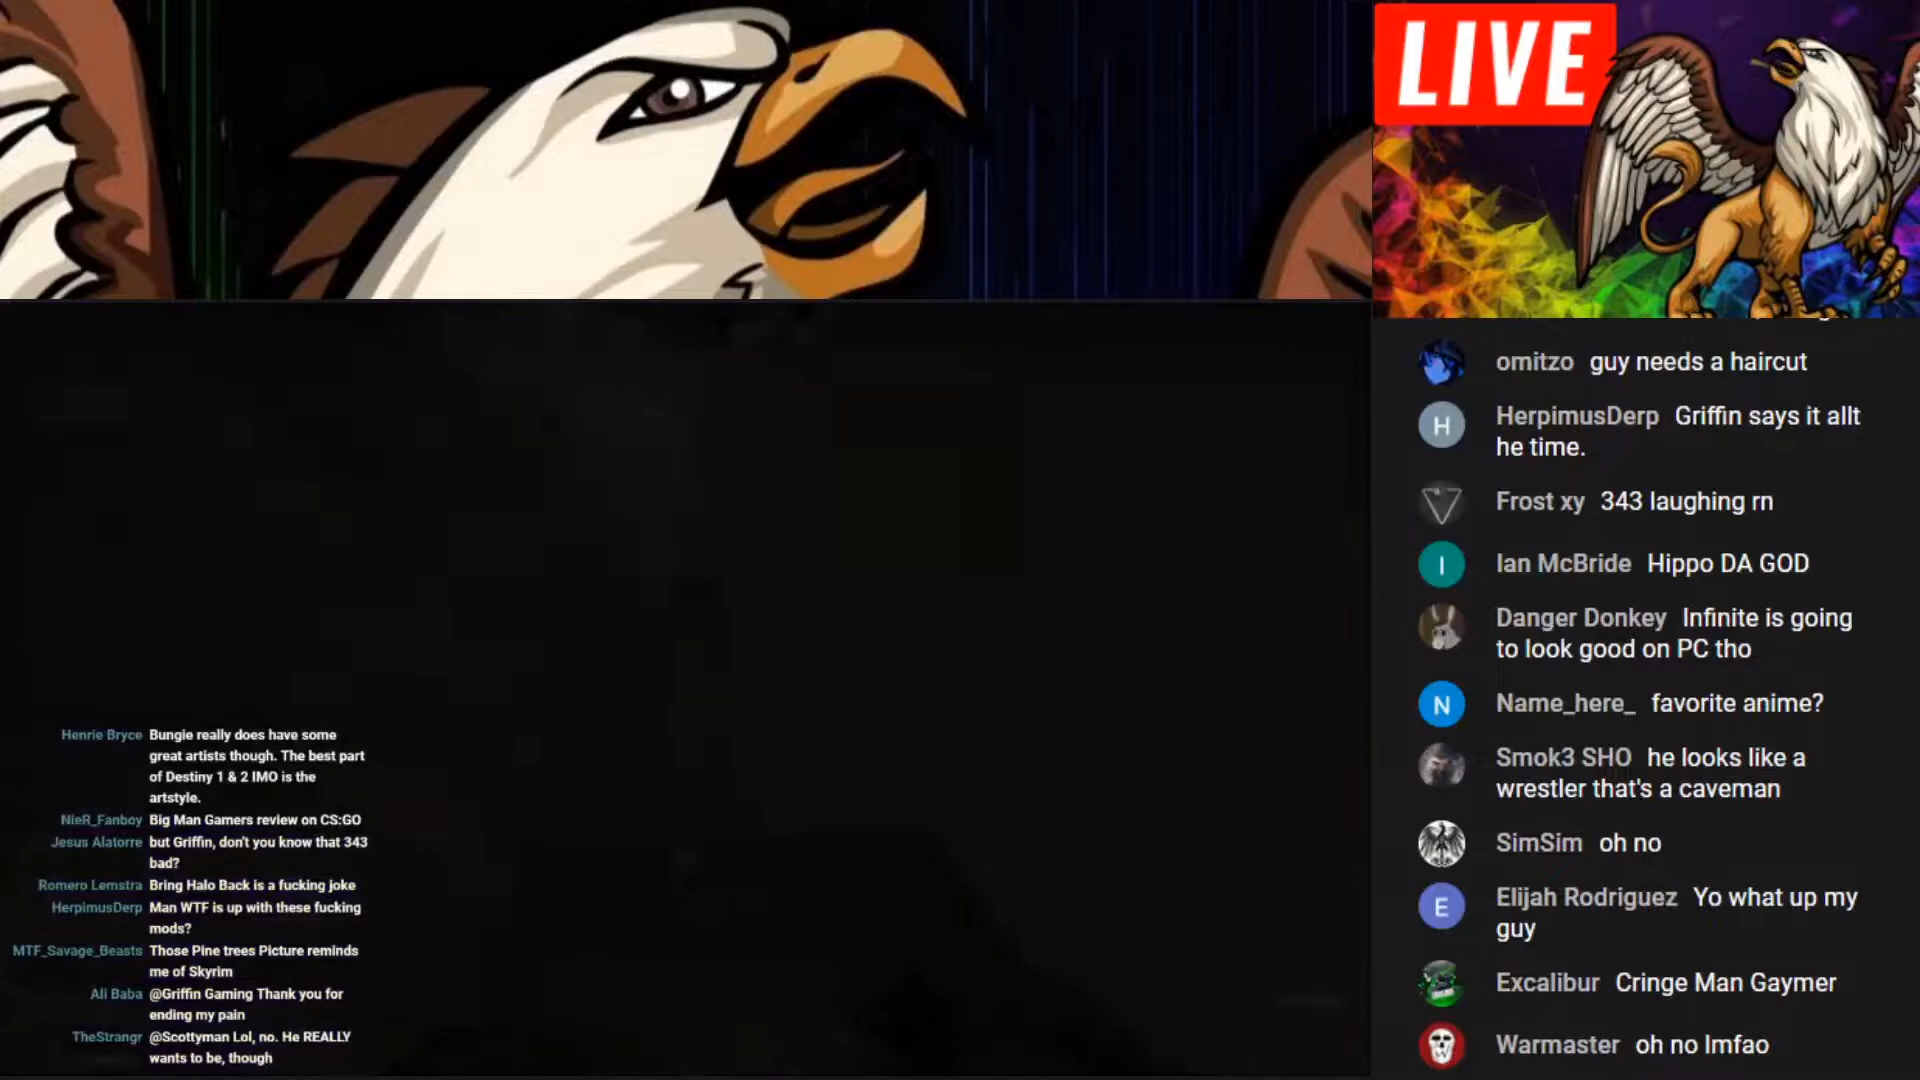 LIVE
omitzo guy needs a haircut
HerpimusDerp Griffin says it allt
he time.
Frost xy 343 laughing rn
Ian McBride Hippo DA GOD
Danger Donkey Infinite is going
to look good on PC tho
Name_here_ favorite anime?
Smok3 SHO he looks like a
wrestler that's a caveman
SimSim oh no
Elijah Rodriguez Yo what up my
guy
Excalibur Cringe Man Gaymer
Warmaster oh no lmfao
Henrie Bryce Bungie really does have some
great artists though. The best part
of Destiny 1 & 2 IMO is the
artstyle.
NieR_Fanboy Big Man Gamers review on CS:GO
Jesus Alatorre but Griffin, don't you know that 343
bad?
Romero Lemstra Bring Halo Back is a fucking joke
HerpimusDerp Man WTF is up with these fucking
mods?
MTF_Savage_Beasts Those Pine trees Picture reminds
me of Skyrim
Ali Baba @Griffin Gaming Thank you for
ending my pain
TheStrangr @Scottyman Lol, no. He REALLY
wants to be, though